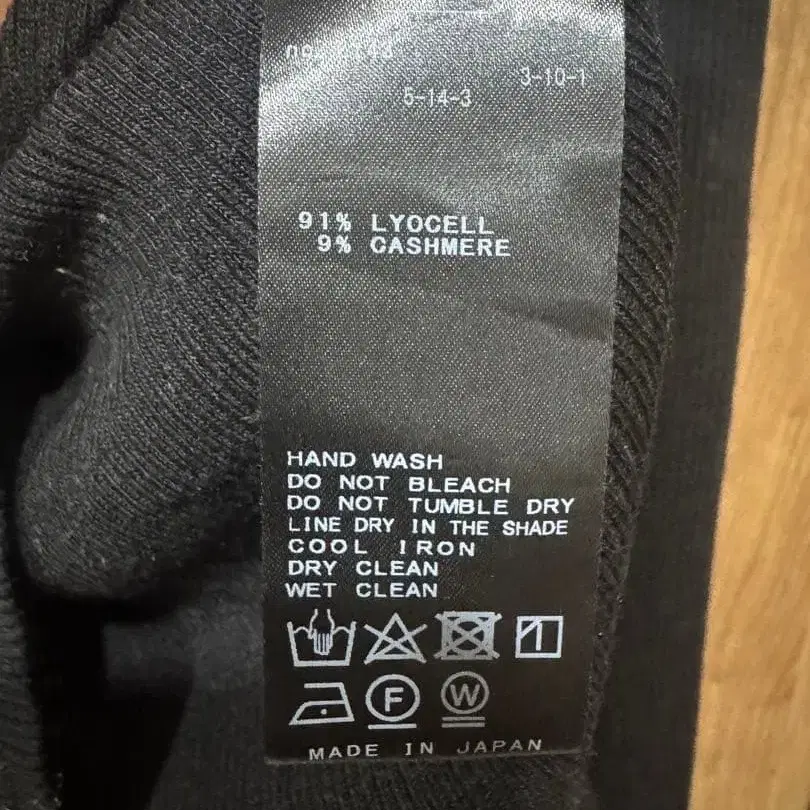 3-10-1
5-14-3
91% LYOCELL
9% CASHMERE
HAND WASH
DO NOT BLEACH
DO NOT TUMBLE DRY
LINE DRY IN THE SHADE
COOL IRON
DRY CLEAN
WET CLEAN
F W
MADE IN JAPAN